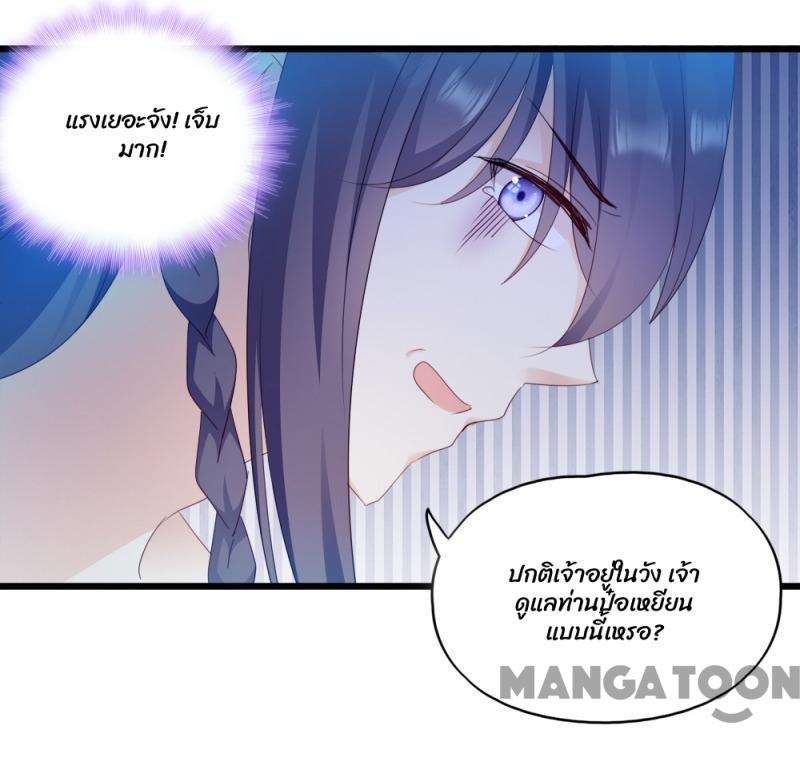 แรงเยอะจัง! เจ็บ
มาก!
ปกติเจ้าอยู่ในวัง เจ้า
ดูแลท่านป๋อเหยียน
แบบนี้เหรอ?
MANGATOON